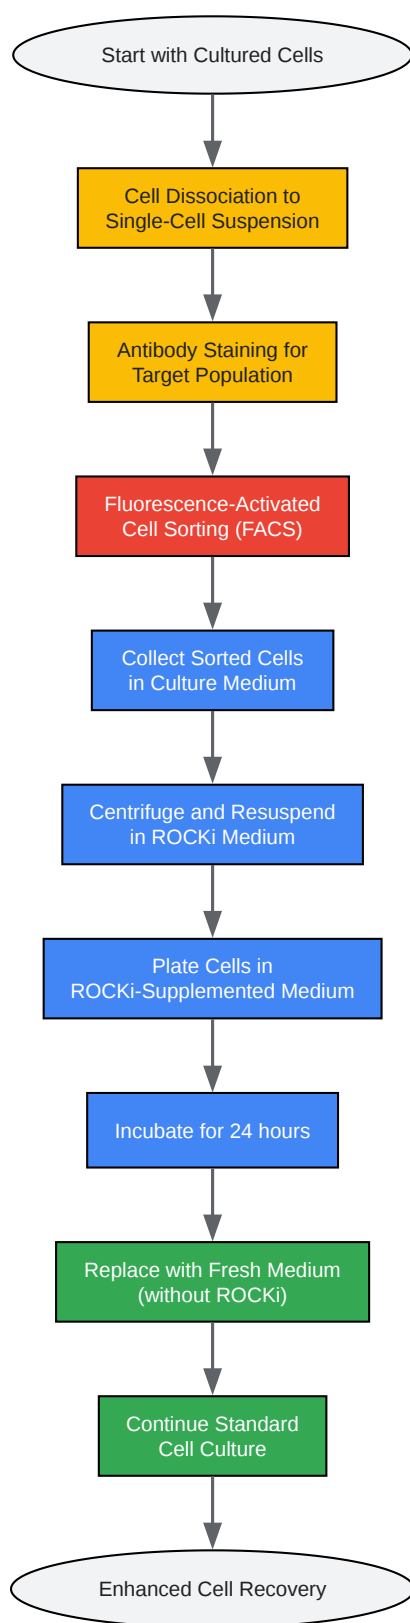 Start with Cultured Cells
Cell Dissociation to
Single-Cell Suspension
Antibody Staining for
Target Population
Fluorescence-Activated
Cell Sorting (FACS)
Collect Sorted Cells
in Culture Medium
Centrifuge and Resuspend
in ROCKi Medium
Plate Cells in
ROCKi-Supplemented Medium
Incubate for 24 hours
Replace with Fresh Medium
(without ROCKi)
Continue Standard
Cell Culture
Enhanced Cell Recovery